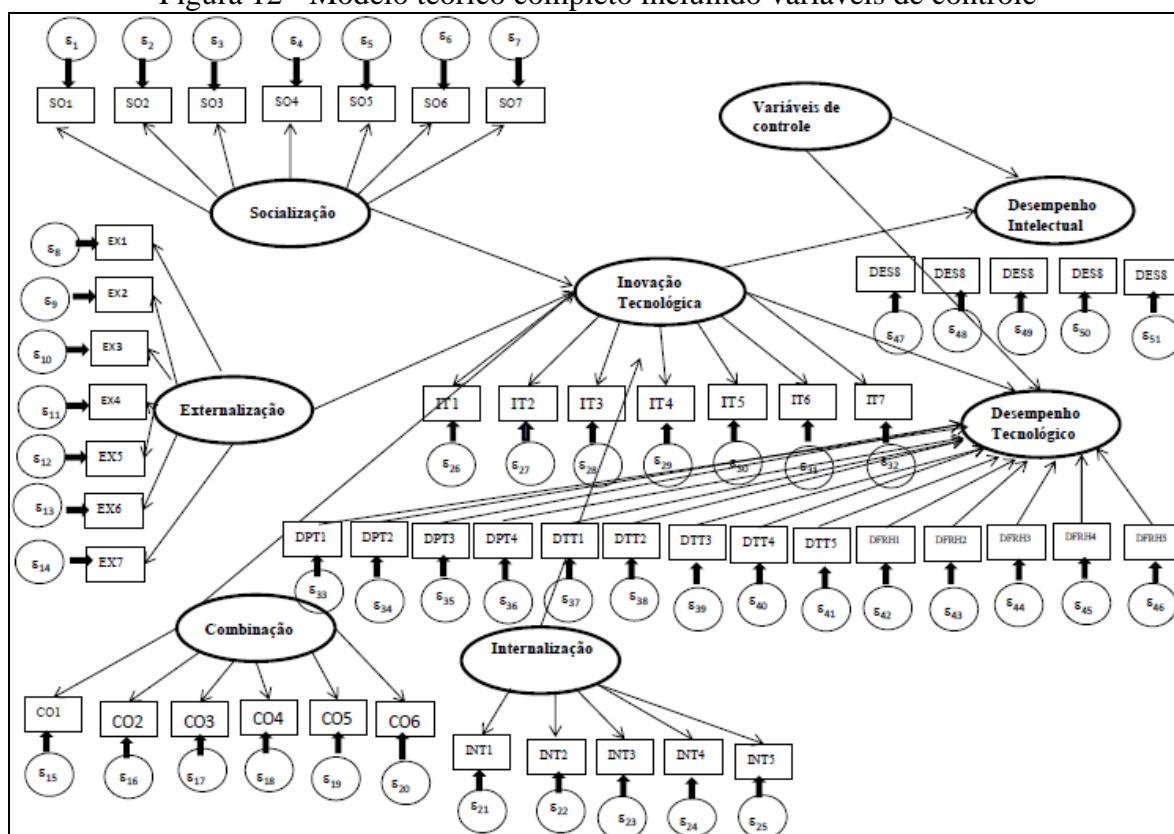 Figura 12 - Modelo teórico completo incluindo variáveis de controle
ε1 ε2 ε3 ε4 ε5 ε6 ε7
SO1 SO2 SO3 SO4 SO5 SO6 SO7
Variáveis de
controle
Socialização
Desempenho
Intelectual
ε8 EX1
ε9 EX2
ε10 EX3
ε11 EX4
ε12 EX5
ε13 EX6
ε14 EX7
Externalização
Inovação
Tecnológica
DES8 DES8 DES8 DES8 DES8
ε47 ε48 ε49 ε50 ε51
IT1 IT2 IT3 IT4 IT5 IT6 IT7
ε26 ε27 ε28 ε29 ε30 ε31 ε32
Desempenho
Tecnológico
DPT1 DPT2 DPT3 DPT4 DTT1 DTT2 DTT3 DTT4 DTT5 DFRH1 DFRH2 DFRH3 DFRH4 DFRH5
ε33 ε34 ε35 ε36 ε37 ε38 ε39 ε40 ε41 ε42 ε43 ε44 ε45 ε46
Combinação
Internalização
CO1 CO2 CO3 CO4 CO5 CO6
ε15 ε16 ε17 ε18 ε19 ε20
INT1 INT2 INT3 INT4 INT5
ε21 ε22 ε23 ε24 ε25